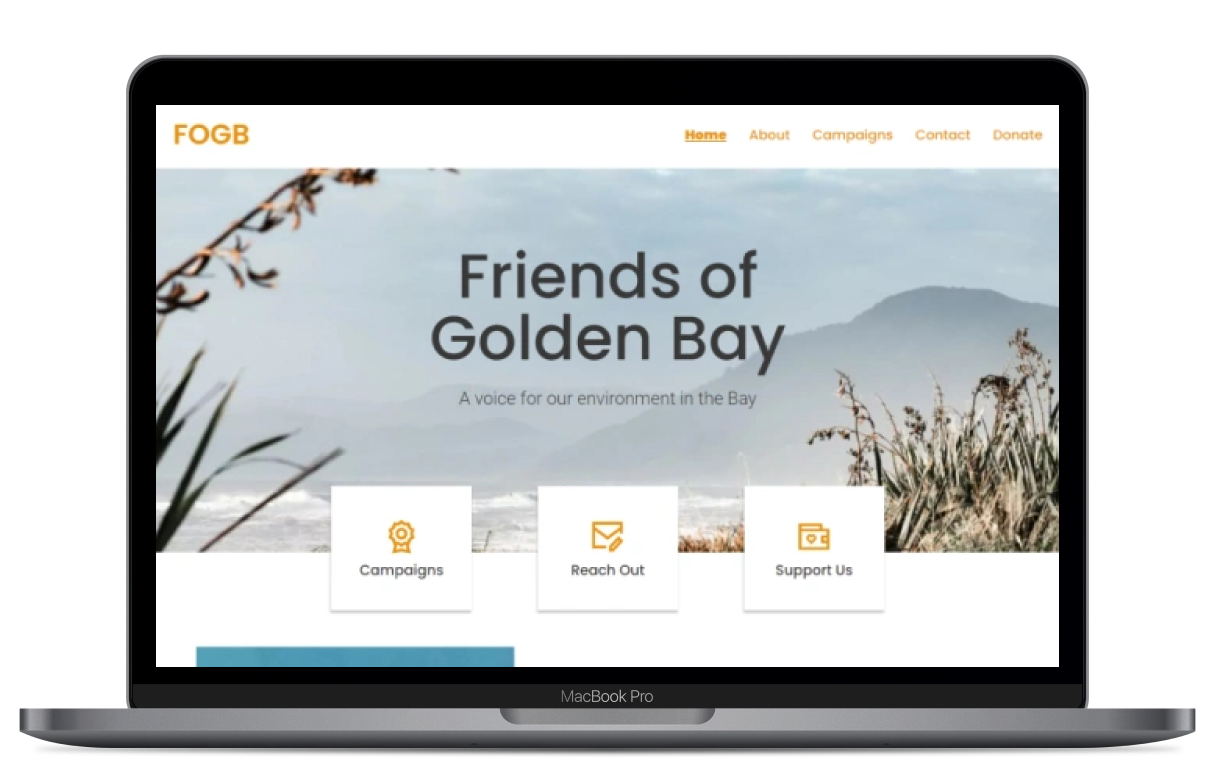 FOGB
Home About Campaigns Contact Donate
Friends of
Golden Bay
A voice for our environment in the Bay
Campaigns
Reach Out
Support Us
MacBook Pro